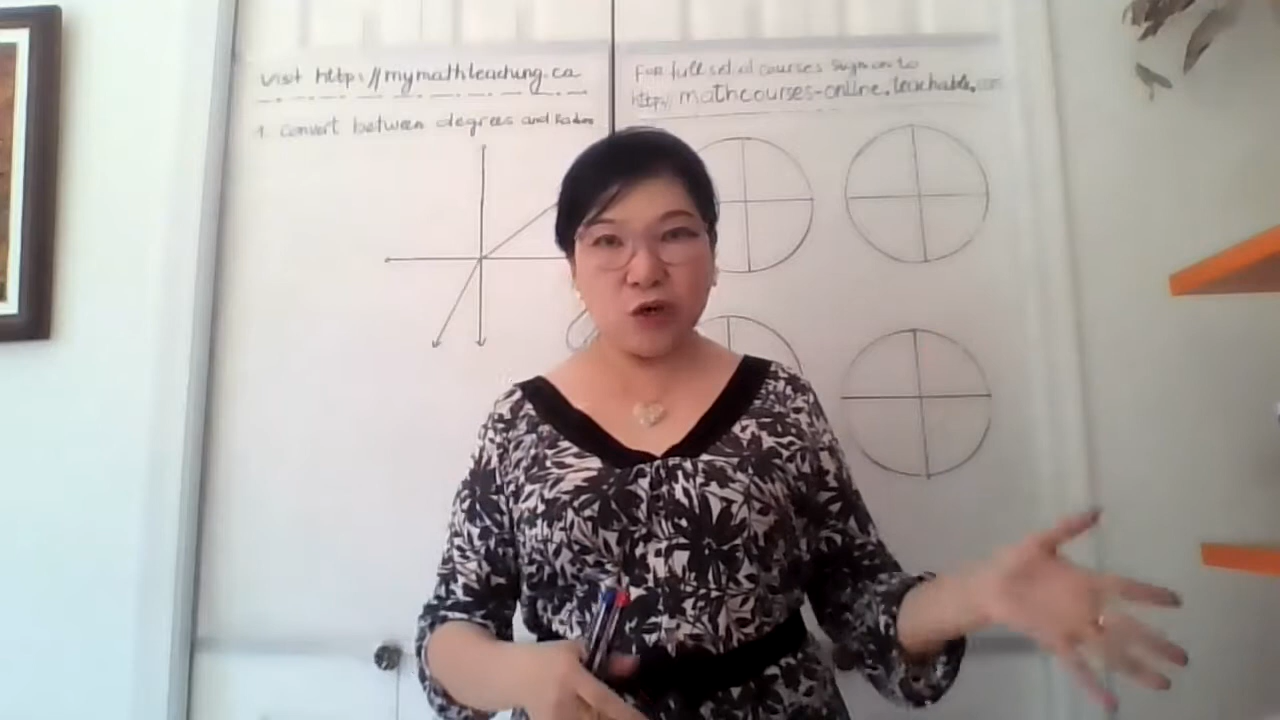 Visit http://mymathteaching.ca
1. Convert between degrees and Radians
For full set of courses sign on to
http:// mathcourses-online.teachable.com